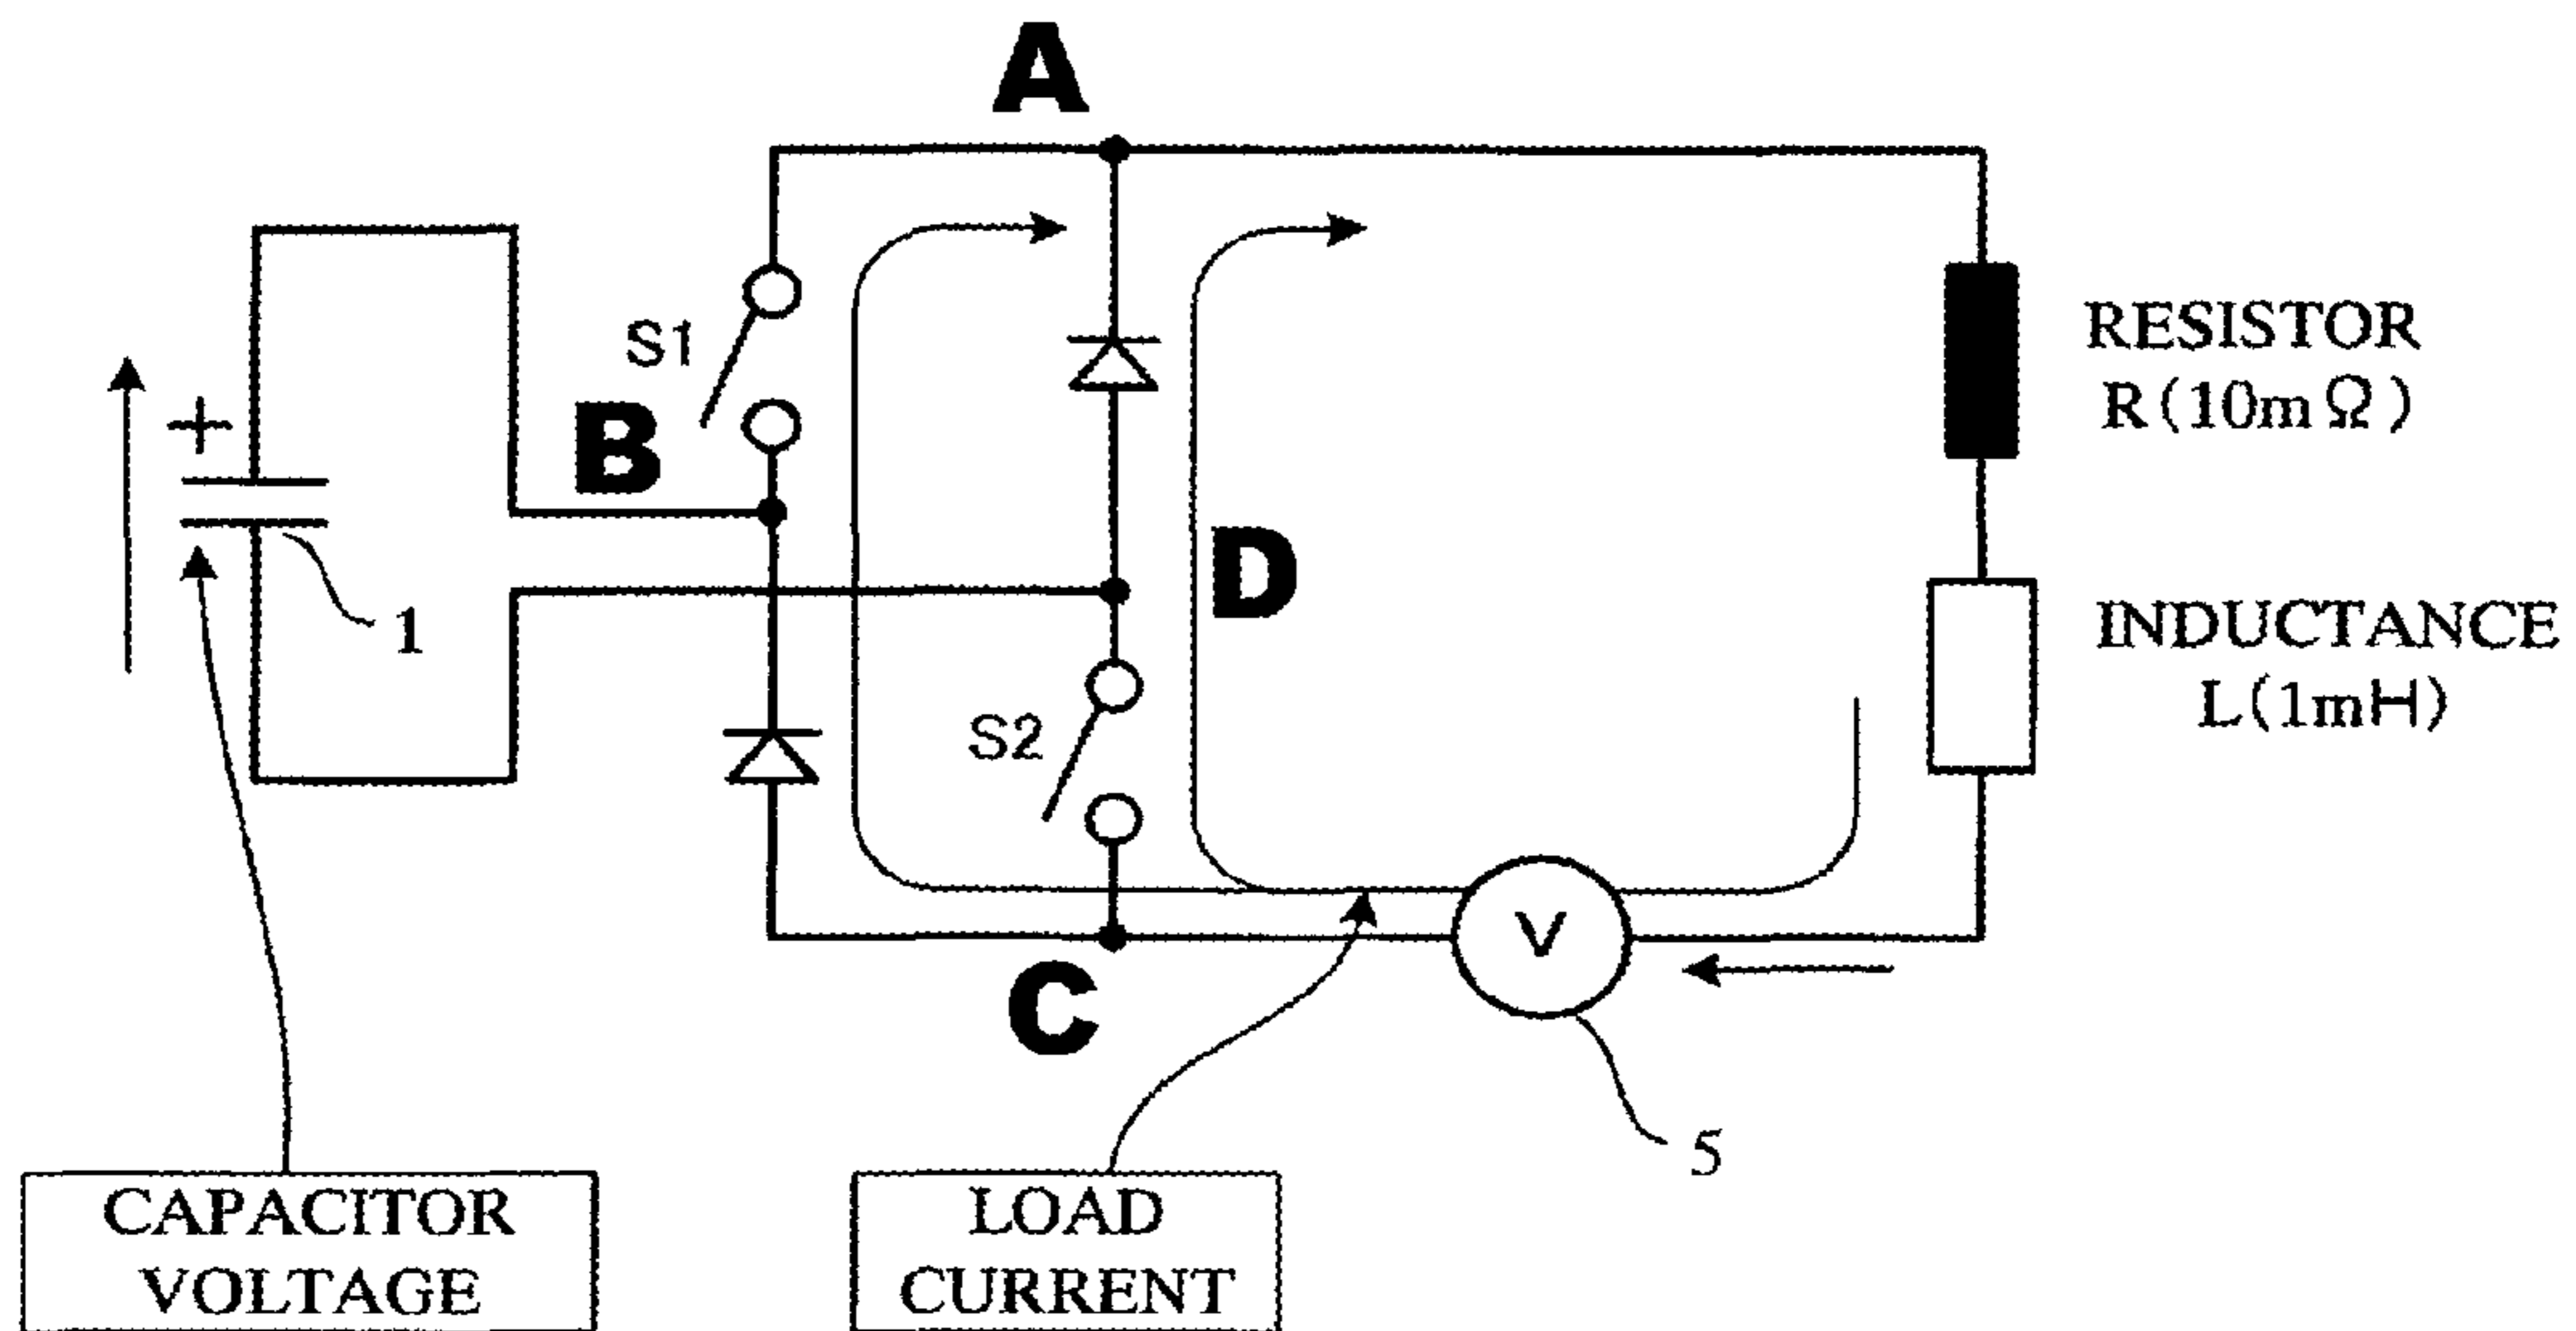 A
S1
B
+
RESISTOR
R(10mΩ)
D
1
S2
INDUCTANCE
L(1mH)
V
C
5
CAPACITOR
VOLTAGE
LOAD
CURRENT